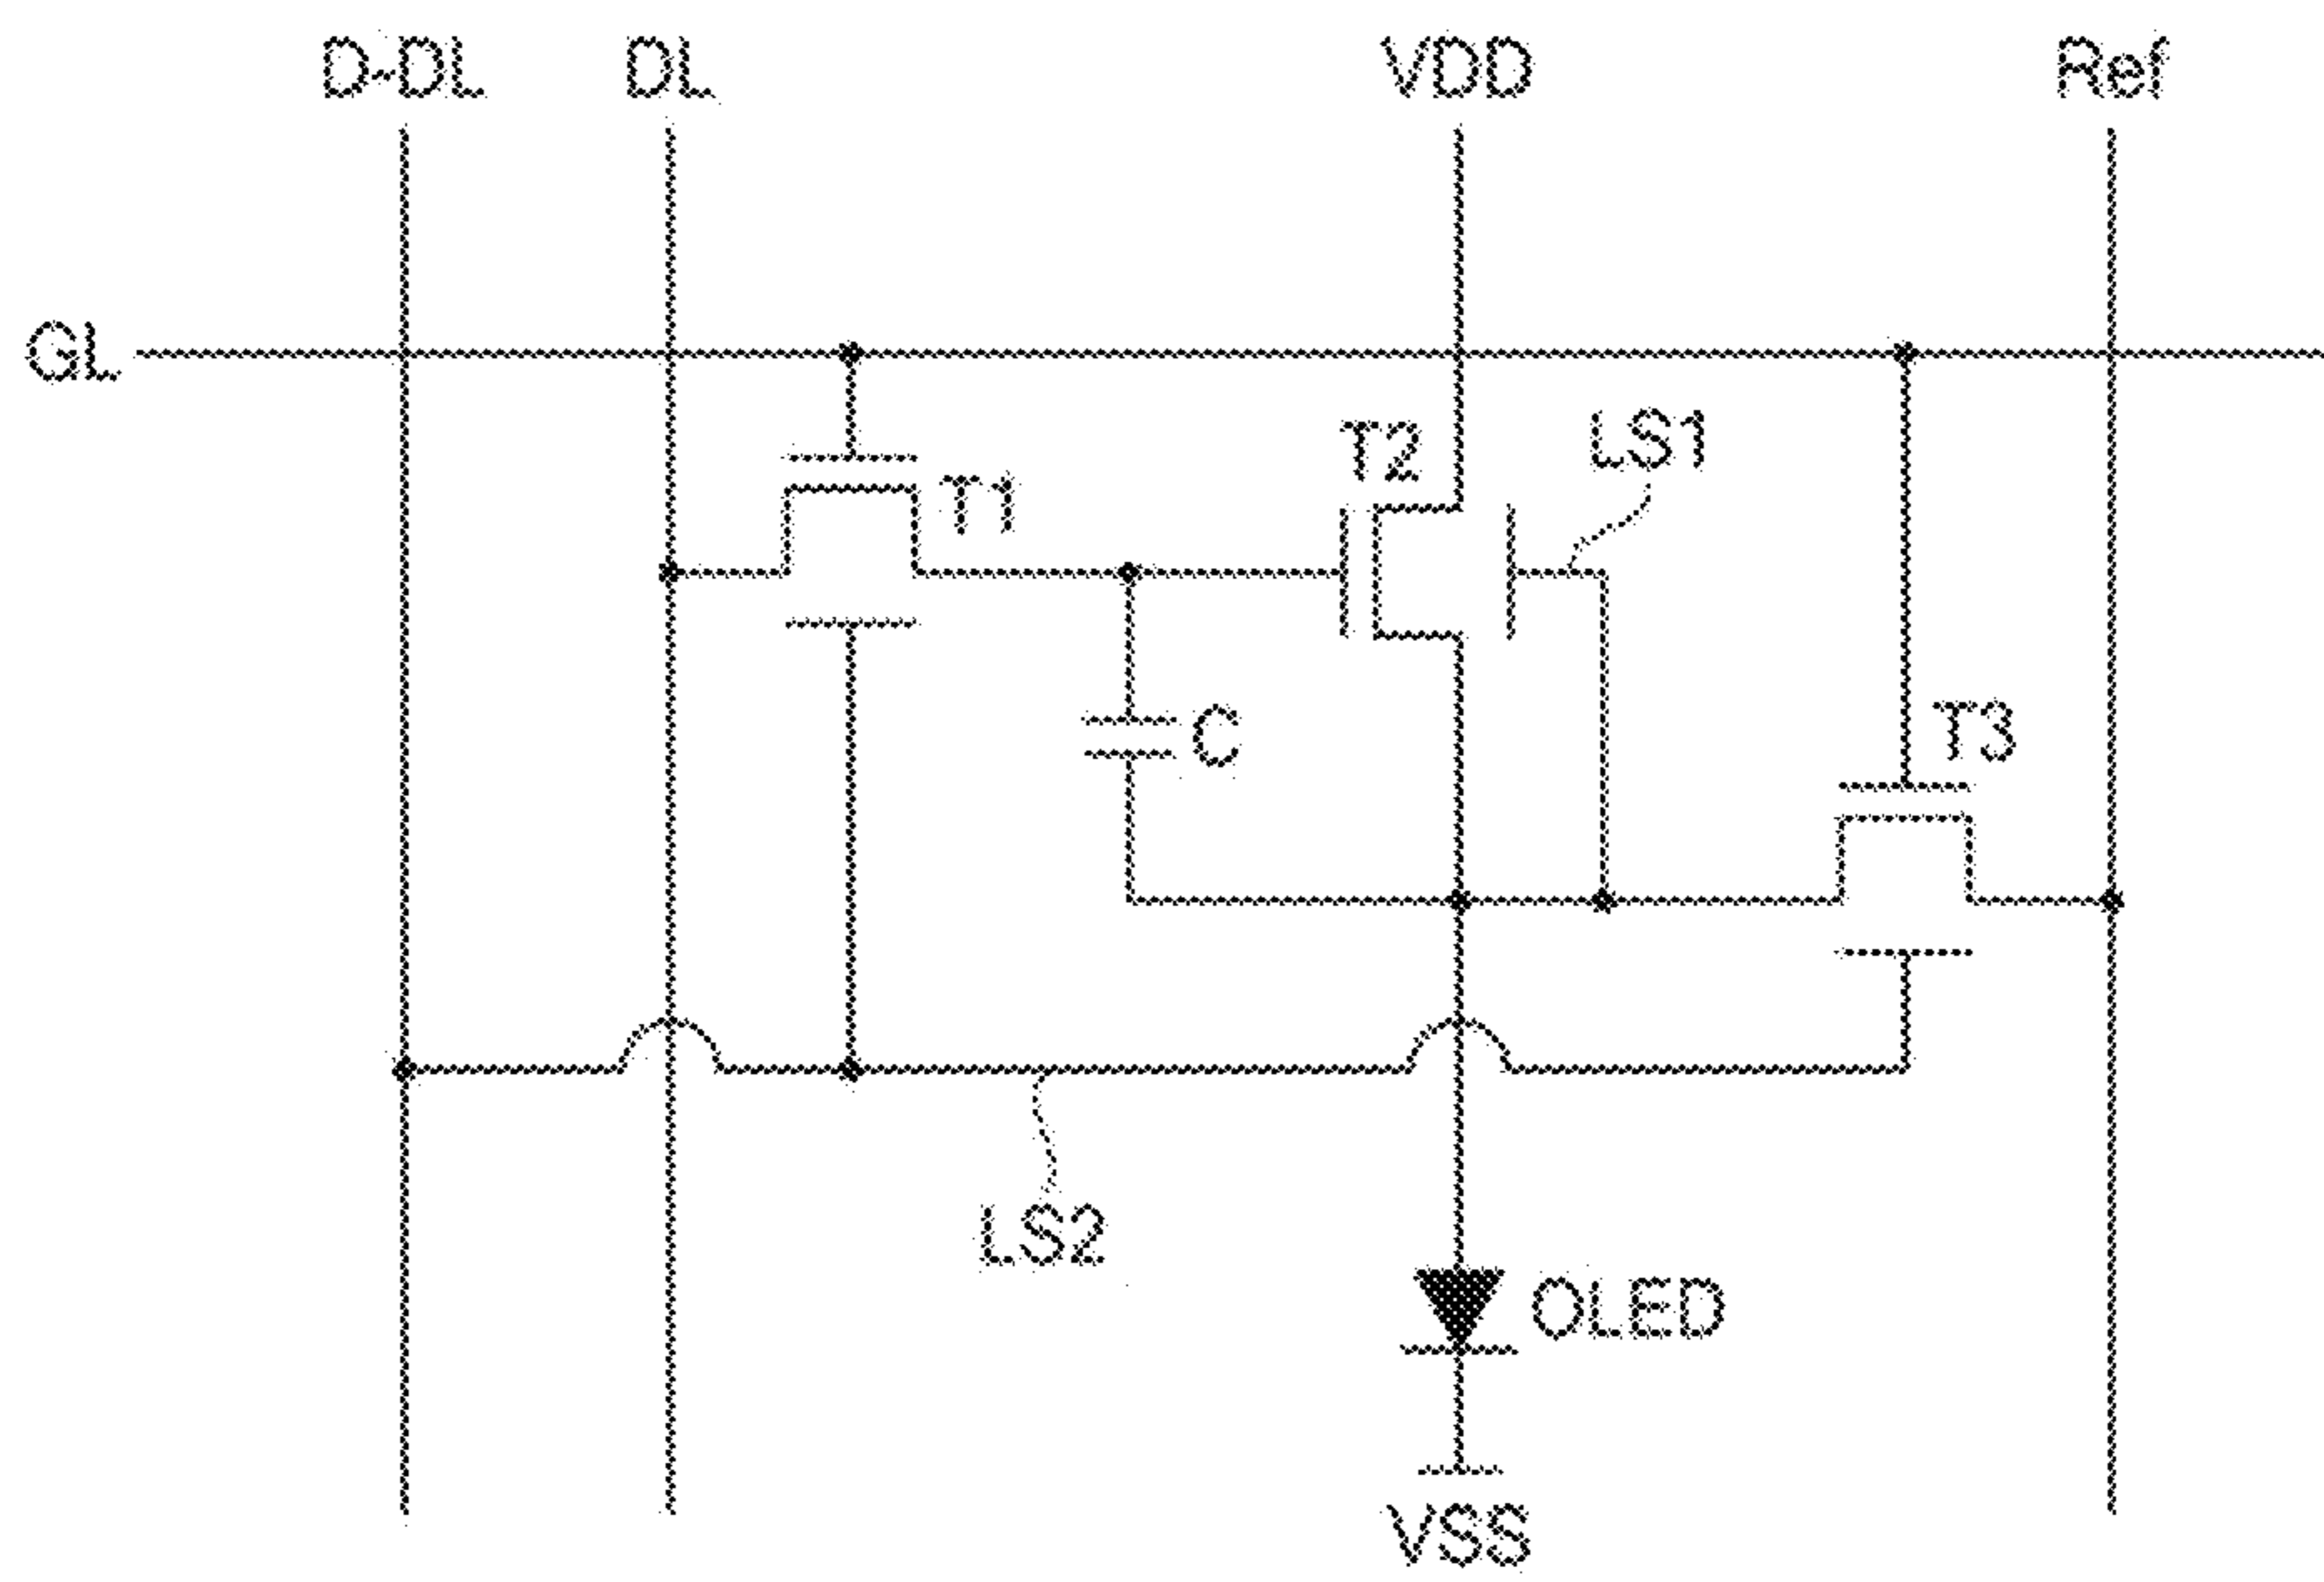 D-DL
DL
VDD
Ref
GL
T2
LS1
T1
C
T3
LS2
OLED
VSS